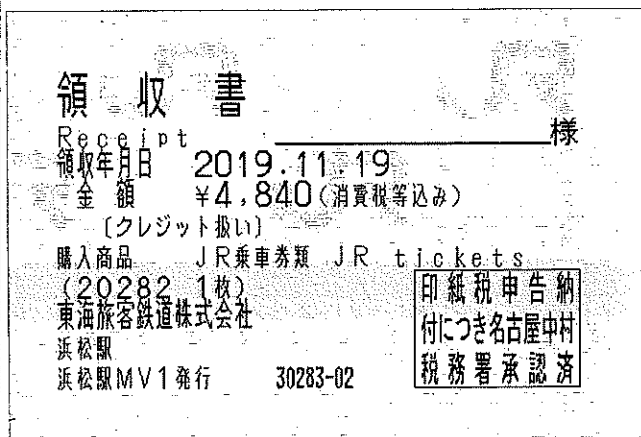 領収書
Receipt 様
領収年月日 2019.11.19
金額 ¥4,840(消費税等込み)
〔クレジット扱い〕
購入商品 JR乗車券類 JR tickets
(20282 1枚)
東海旅客鉄道株式会社
浜松駅
浜松駅MV1発行 30283-02
印紙税申告納
付につき名古屋中村
税務署承認済